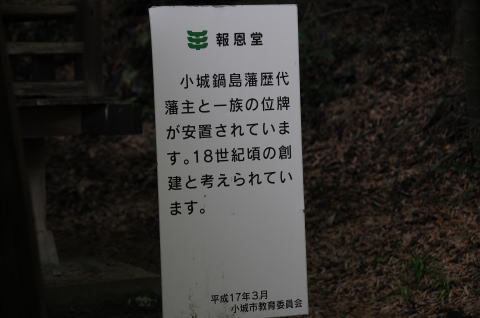 報恩堂
小城鍋島藩歴代
藩主と一族の位牌
が安置されていま
す。18世紀頃の創
建と考えられてい
ます。
平成17年3月
小城市教育委員会